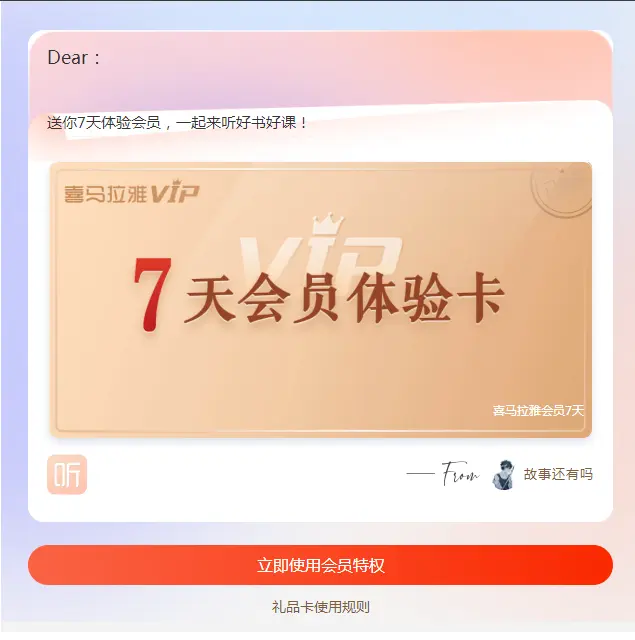 Dear：
送你7天体验会员，一起来听好书好课！
喜马拉雅VIP
VIP
7天会员体验卡
喜马拉雅会员7天
听
—— From 故事还有吗
立即使用会员特权
礼品卡使用规则